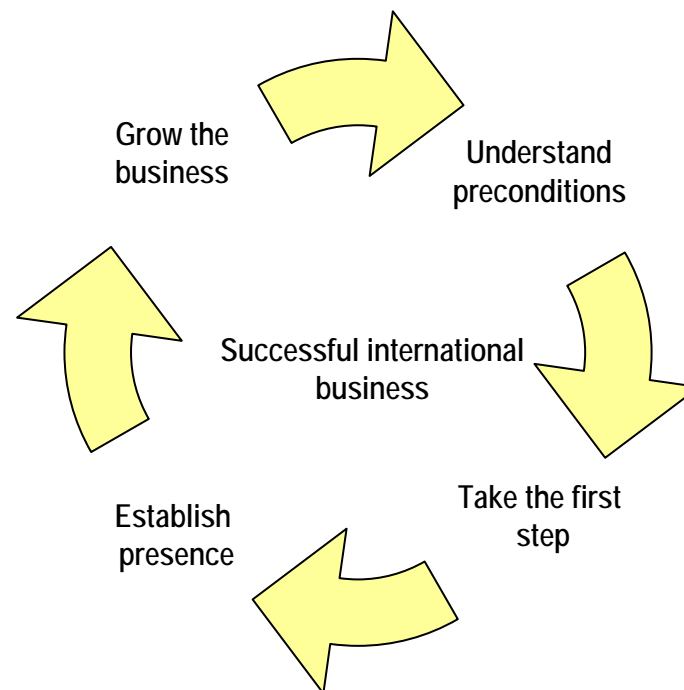 Grow the
business
Understand
preconditions
Successful international
business
Take the first
step
Establish
presence